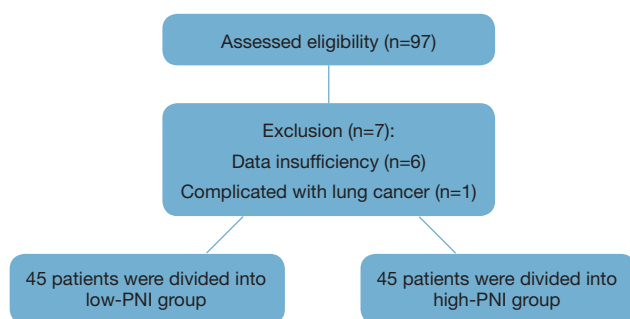 Assessed eligibility (n=97)
Exclusion (n=7):
Data insufficiency (n=6)
Complicated with lung cancer (n=1)
45 patients were divided into
low-PNI group
45 patients were divided into
high-PNI group